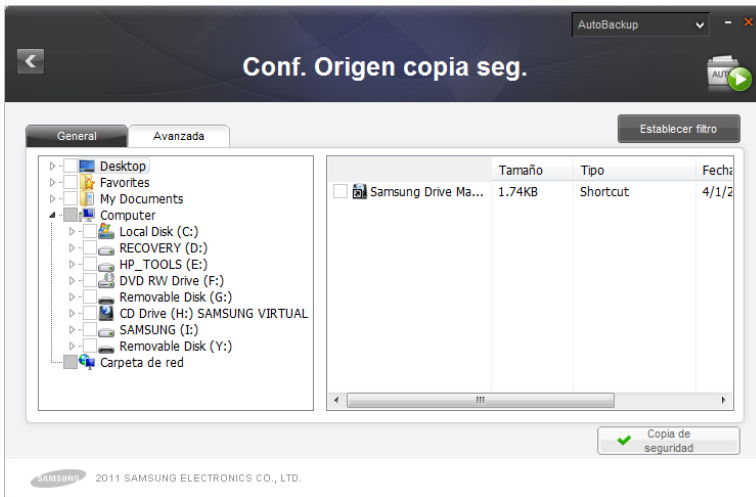 AutoBackup
Conf. Origen copia seg.
AUTO
General
Avanzada
Establecer filtro
Desktop
Favorites
My Documents
Computer
Local Disk (C:)
RECOVERY (D:)
HP_TOOLS (E:)
DVD RW Drive (F:)
Removable Disk (G:)
CD Drive (H:) SAMSUNG VIRTUAL
SAMSUNG (I:)
Removable Disk (Y:)
Carpeta de red
Tamaño Tipo Fecha
Samsung Drive Ma... 1.74KB Shortcut 4/1/2
Copia de
seguridad
SAMSUNG 2011 SAMSUNG ELECTRONICS CO., LTD.